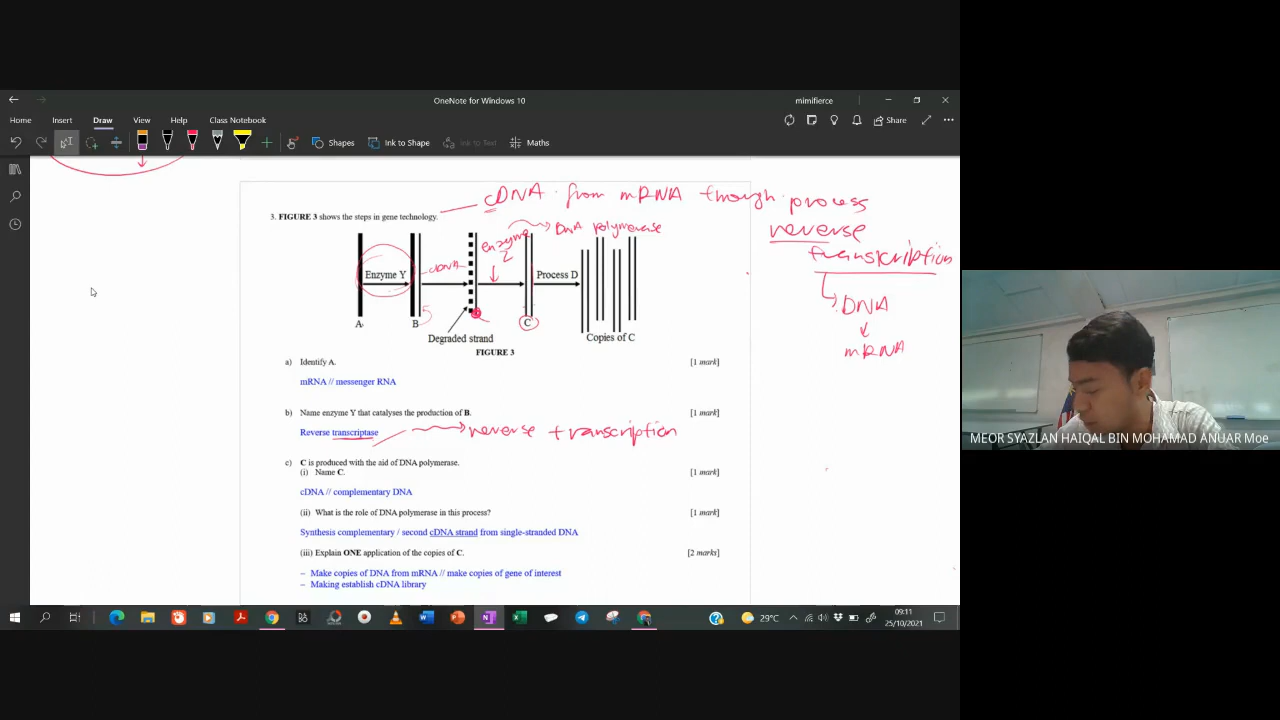 OneNote for Windows 10
mimifierce
Home
Insert
Draw
View
Help
Class Notebook
Share
Shapes
Ink to Shape
Ink to Text
Maths
cDNA from mRNA though process
reverse
transkription
DNA
mRNA
3. FIGURE 3 shows the steps in gene technology.
enzyme
Z
DNA polymerase
Enzyme Y
cDNA
Process D
A
B
C
Degraded strand
Copies of C
FIGURE 3
a) Identify A. [1 mark]
mRNA // messenger RNA
b) Name enzyme Y that catalyses the production of B. [1 mark]
Reverse transcriptase
reverse transcription
c) C is produced with the aid of DNA polymerase.
(i) Name C. [1 mark]
cDNA // complementary DNA
(ii) What is the role of DNA polymerase in this process? [1 mark]
Synthesis complementary / second cDNA strand from single-stranded DNA
(iii) Explain ONE application of the copies of C. [2 marks]
– Make copies of DNA from mRNA // make copies of gene of interest
– Making establish cDNA library
MEOR SYAZLAN HAIQAL BIN MOHAMAD ANUAR Moe
29°C
09:11
25/10/2021